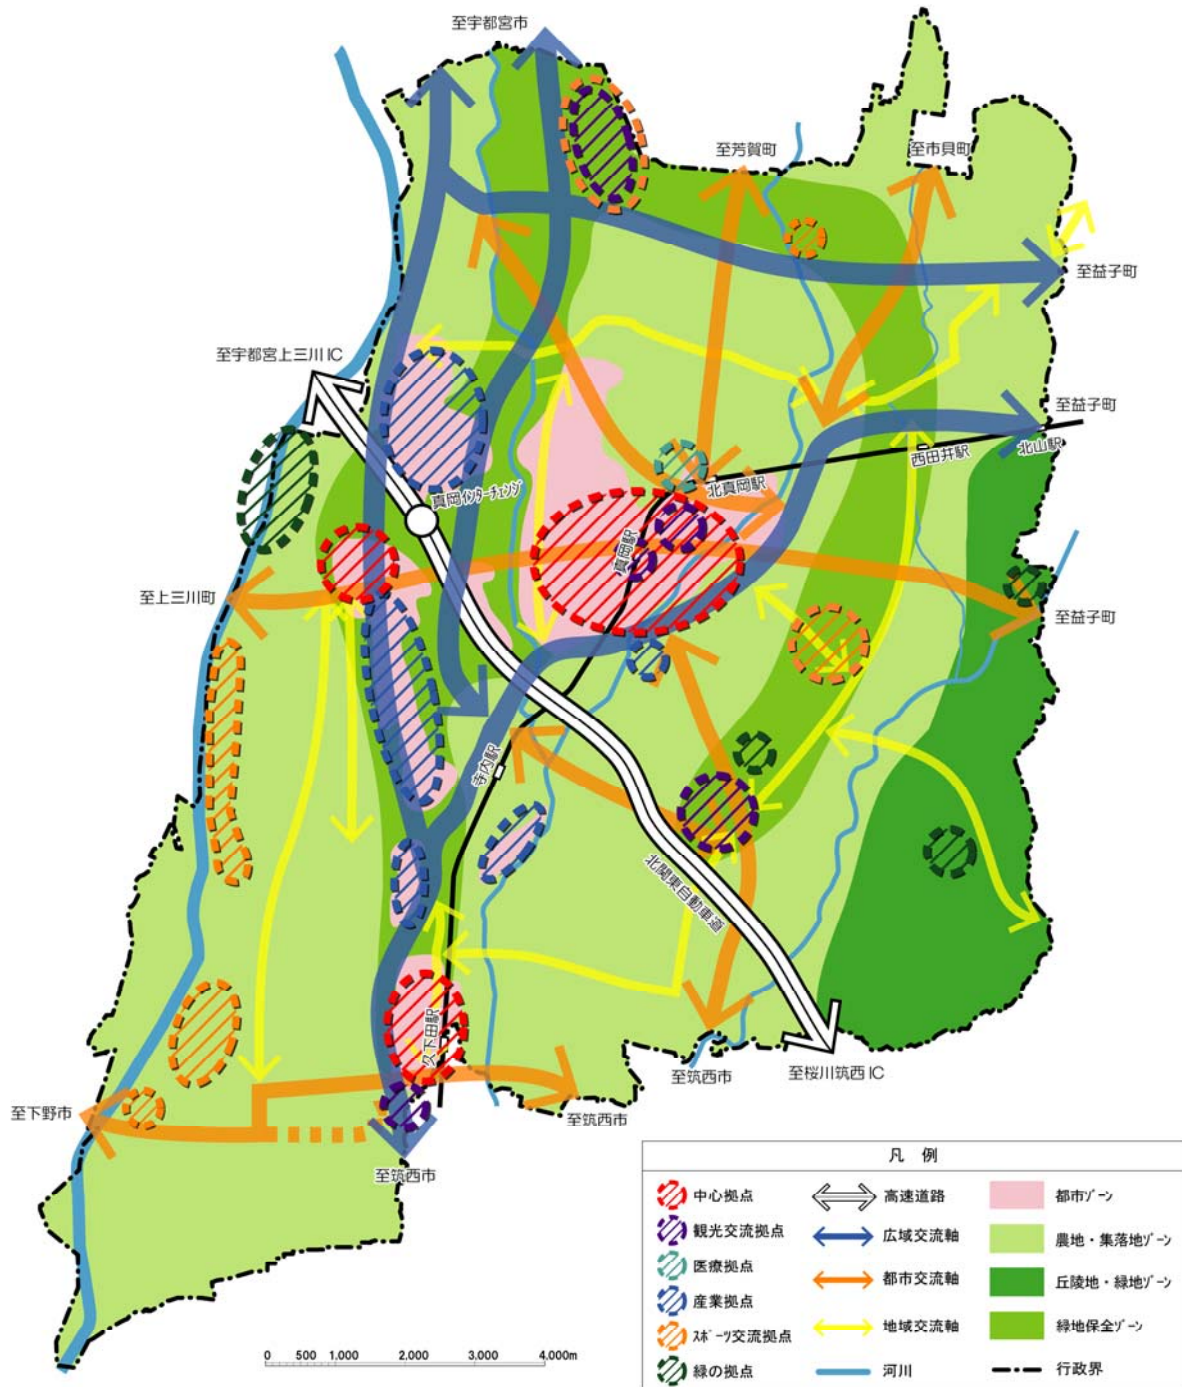 至宇都宮市
至芳賀町
至市貝町
至益子町
至宇都宮上三川IC
至益子町
北山駅
西田井駅
北真岡駅
真岡インターチェンジ
真岡駅
至上三川町
至益子町
寺内駅
北関東自動車道
久下田駅
至桜川筑西IC
至筑西市
至下野市
至筑西市
至筑西市
凡 例
中心拠点
高速道路
都市ゾーン
観光交流拠点
広域交流軸
農地・集落地ゾーン
医療拠点
都市交流軸
丘陵地・緑地ゾーン
産業拠点
スポーツ交流拠点
地域交流軸
緑地保全ゾーン
緑の拠点
河川
行政界
0 500 1,000 2,000 3,000 4,000m